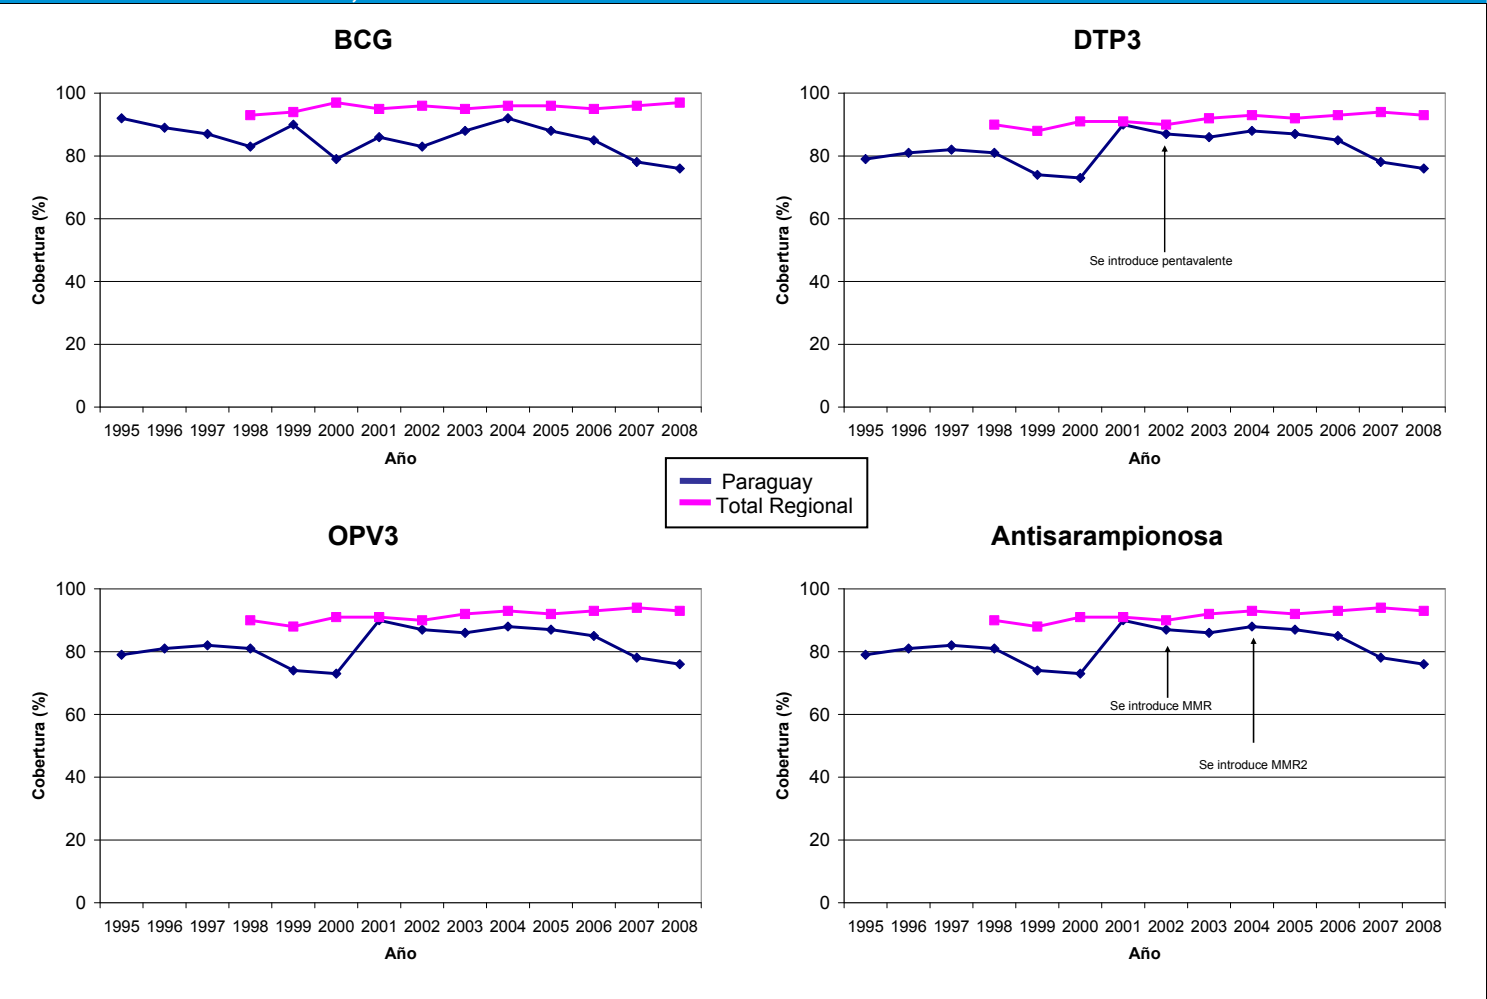 BCG
100
80
60
40
20
0
Cobertura (%)
1995 1996 1997 1998 1999 2000 2001 2002 2003 2004 2005 2006 2007 2008
Año
DTP3
100
80
60
40
20
0
Cobertura (%)
Se introduce pentavalente
1995 1996 1997 1998 1999 2000 2001 2002 2003 2004 2005 2006 2007 2008
Año
Paraguay
Total Regional
OPV3
100
80
60
40
20
0
Cobertura (%)
1995 1996 1997 1998 1999 2000 2001 2002 2003 2004 2005 2006 2007 2008
Año
Antisarampionosa
100
80
60
40
20
0
Cobertura (%)
Se introduce MMR
Se introduce MMR2
1995 1996 1997 1998 1999 2000 2001 2002 2003 2004 2005 2006 2007 2008
Año